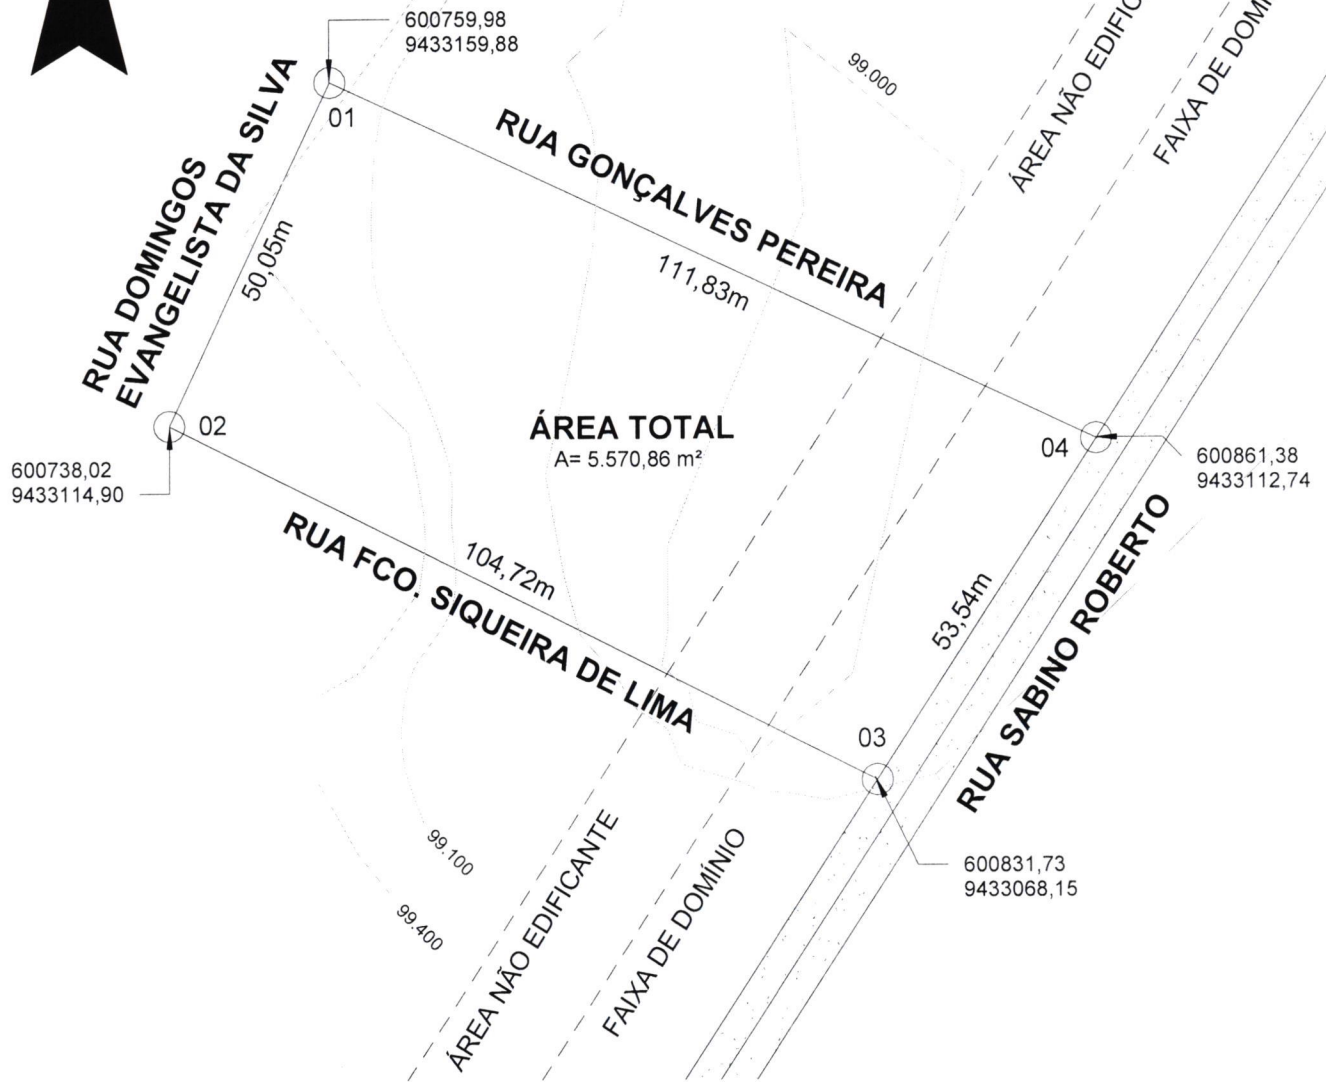 600759,98
9433159,88
01
RUA DOMINGOS
EVANGELISTA DA SILVA
50,05m
RUA GONÇALVES PEREIRA
111,83m
99.000
ÁREA NÃO
FAIXA DE
02
600738,02
9433114,90
ÁREA TOTAL
A= 5.570,86 m²
04
600861,38
9433112,74
RUA FCO. SIQUEIRA DE LIMA
104,72m
53,54m
RUA SABINO ROBERTO
03
600831,73
9433068,15
99.100
99.400
ÁREA NÃO EDIFICANTE
FAIXA DE DOMÍNIO